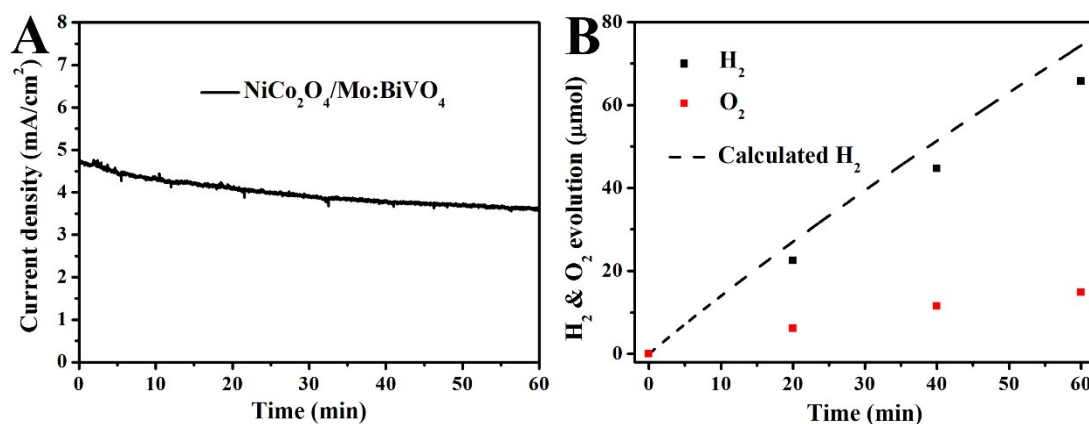 A
Current density (mA/cm²)
8
7
6
5
4
3
2
1
0
NiCo₂O₄/Mo:BiVO₄
0 10 20 30 40 50 60
Time (min)
B
H₂ & O₂ evolution (μmol)
80
60
40
20
0
H₂
O₂
Calculated H₂
0 10 20 30 40 50 60
Time (min)